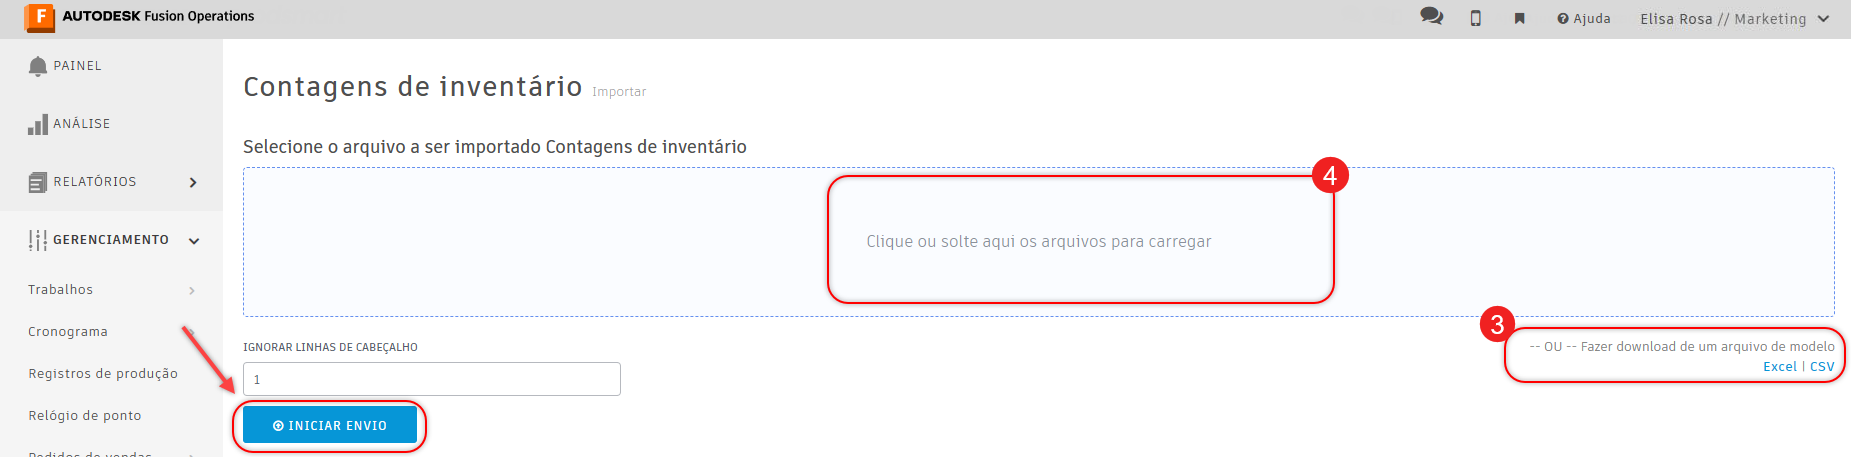 F AUTODESK Fusion Operations
Ajuda
Elisa Rosa // Marketing
PAINEL
ANÁLISE
RELATÓRIOS
GERENCIAMENTO
Trabalhos
Cronograma
Registros de produção
Relógio de ponto
Pedidos de vendas
Contagens de inventário Importar
Selecione o arquivo a ser importado Contagens de inventário
4
Clique ou solte aqui os arquivos para carregar
3
-- OU -- Fazer download de um arquivo de modelo
Excel | CSV
IGNORAR LINHAS DE CABEÇALHO
1
INICIAR ENVIO